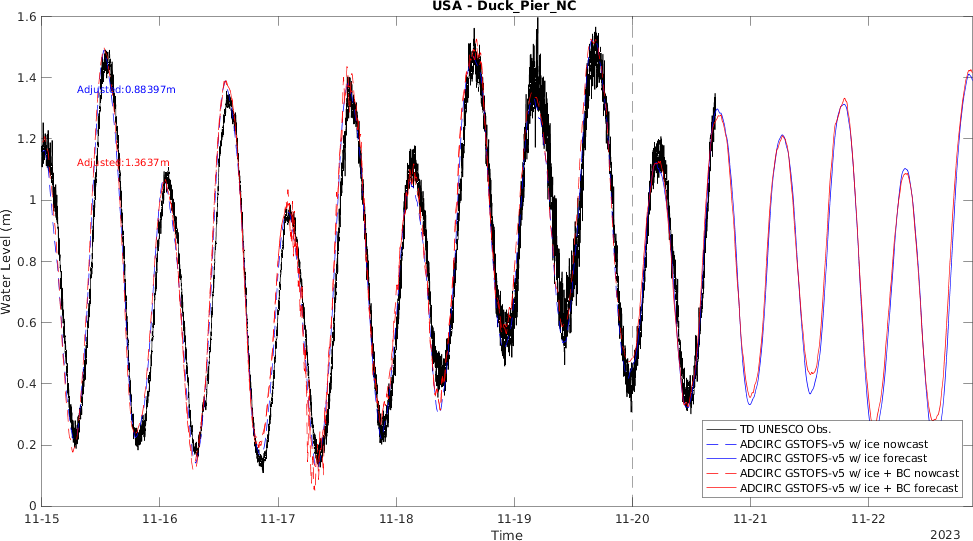 USA - Duck_Pier_NC
1.6
1.4
1.2
1
0.8
0.6
0.4
0.2
0
Water Level (m)
Adjusted:0.88397m
Adjusted:1.3637m
TD UNESCO Obs.
ADCIRC GSTOFS-v5 w/ ice nowcast
ADCIRC GSTOFS-v5 w/ ice forecast
ADCIRC GSTOFS-v5 w/ ice + BC nowcast
ADCIRC GSTOFS-v5 w/ ice + BC forecast
11-15 11-16 11-17 11-18 11-19 11-20 11-21 11-22
Time
2023